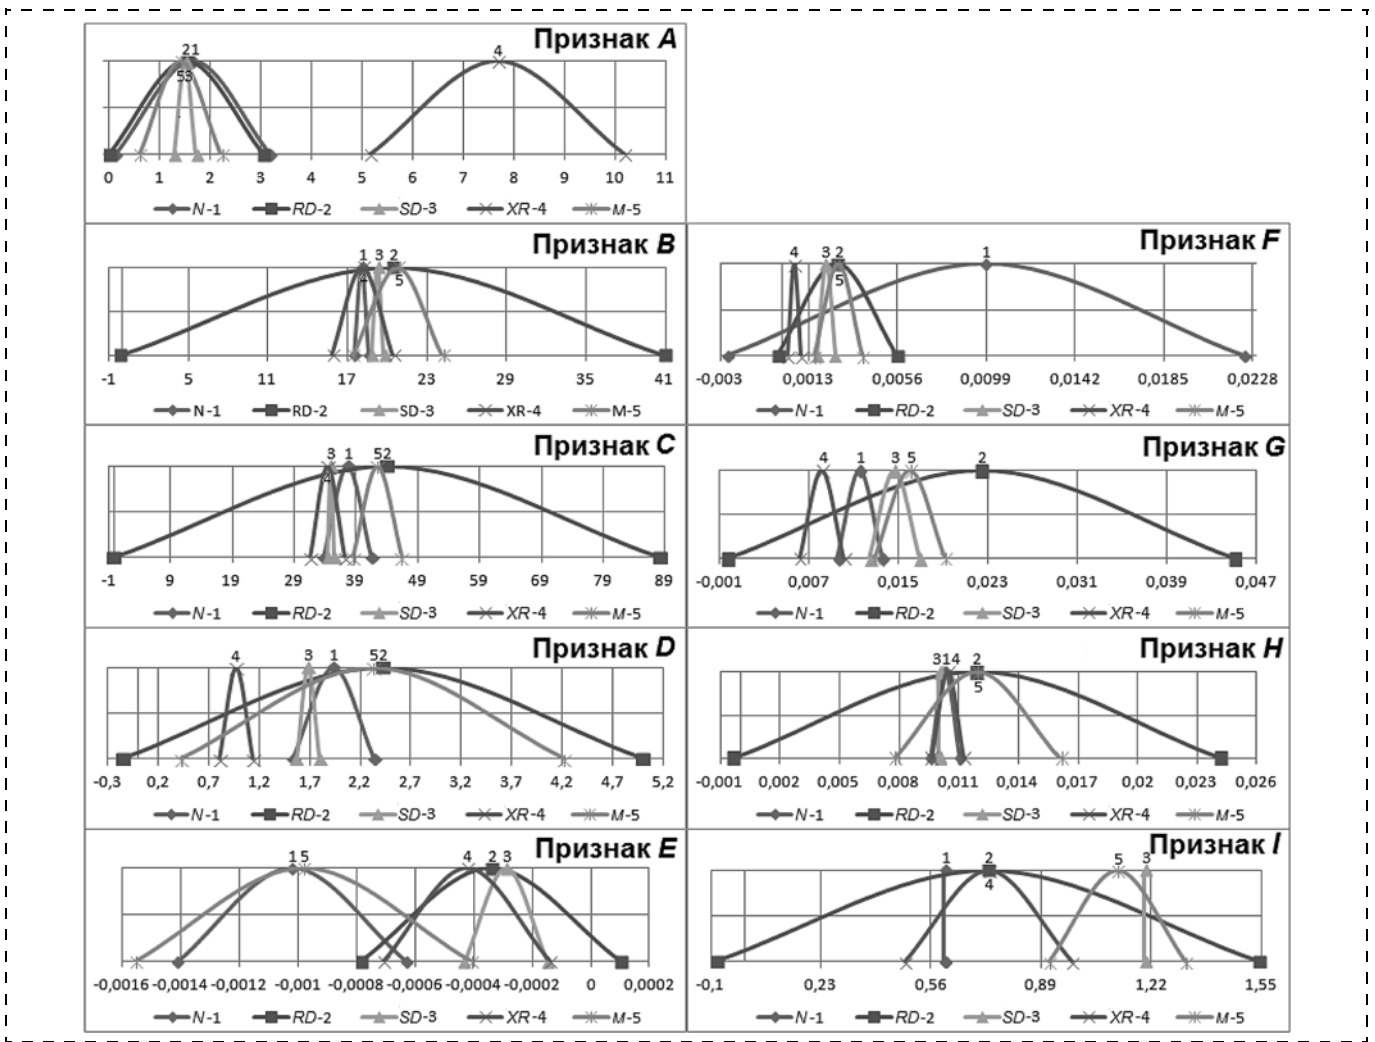 Признак A
21
53
4
0 1 2 3 4 5 6 7 8 9 10 11
N-1 RD-2 SD-3 XR-4 M-5
Признак B
1 3 2
4 5
-1 5 11 17 23 29 35 41
N-1 RD-2 SD-3 XR-4 M-5
Признак F
4 3 2 1
5
-0,003 0,0013 0,0056 0,0099 0,0142 0,0185 0,0228
N-1 RD-2 SD-3 XR-4 M-5
Признак C
3 1 52
4
-1 9 19 29 39 49 59 69 79 89
N-1 RD-2 SD-3 XR-4 M-5
Признак G
4 1 3 5 2
-0,001 0,007 0,015 0,023 0,031 0,039 0,047
N-1 RD-2 SD-3 XR-4 M-5
Признак D
4 3 1 52
-0,3 0,2 0,7 1,2 1,7 2,2 2,7 3,2 3,7 4,2 4,7 5,2
N-1 RD-2 SD-3 XR-4 M-5
Признак H
314 2
5
-0,001 0,002 0,005 0,008 0,011 0,014 0,017 0,02 0,023 0,026
N-1 RD-2 SD-3 XR-4 M-5
Признак E
1 5 4 2 3
-0,0016 -0,0014 -0,0012 -0,001 -0,0008 -0,0006 -0,0004 -0,0002 0 0,0002
N-1 RD-2 SD-3 XR-4 M-5
Признак I
1 2 5 3
4
-0,1 0,23 0,56 0,89 1,22 1,55
N-1 RD-2 SD-3 XR-4 M-5